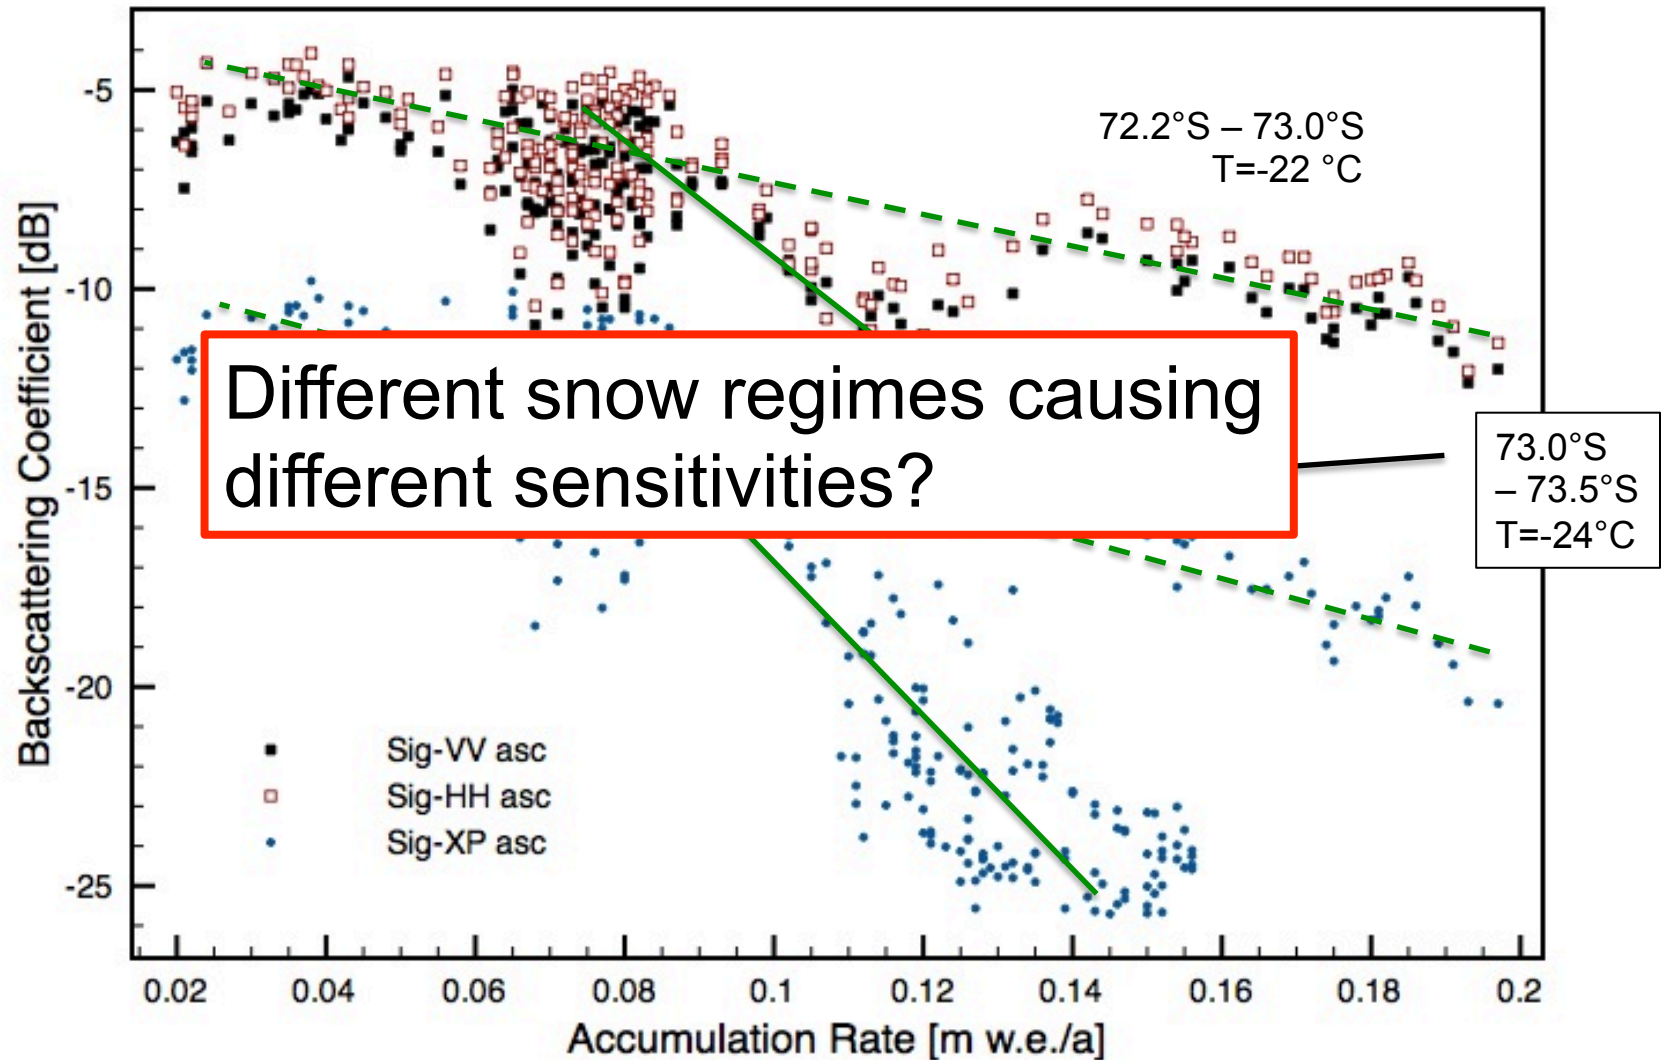 -5
-10
-15
-20
-25
Backscattering Coefficient [dB]
72.2°S – 73.0°S
T=-22 °C
Different snow regimes causing
different sensitivities?
73.0°S
– 73.5°S
T=-24°C
Sig-VV asc
Sig-HH asc
Sig-XP asc
0.02 0.04 0.06 0.08 0.1 0.12 0.14 0.16 0.18 0.2
Accumulation Rate [m w.e./a]